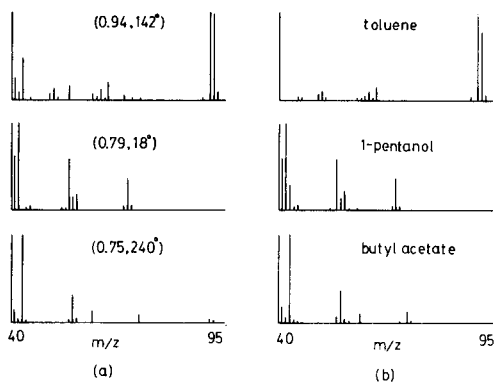 (0.94, 142°)
toluene
(0.79, 18°)
1-pentanol
(0.75, 240°)
butyl acetate
40 m/z 95
40 m/z 95
(a)
(b)